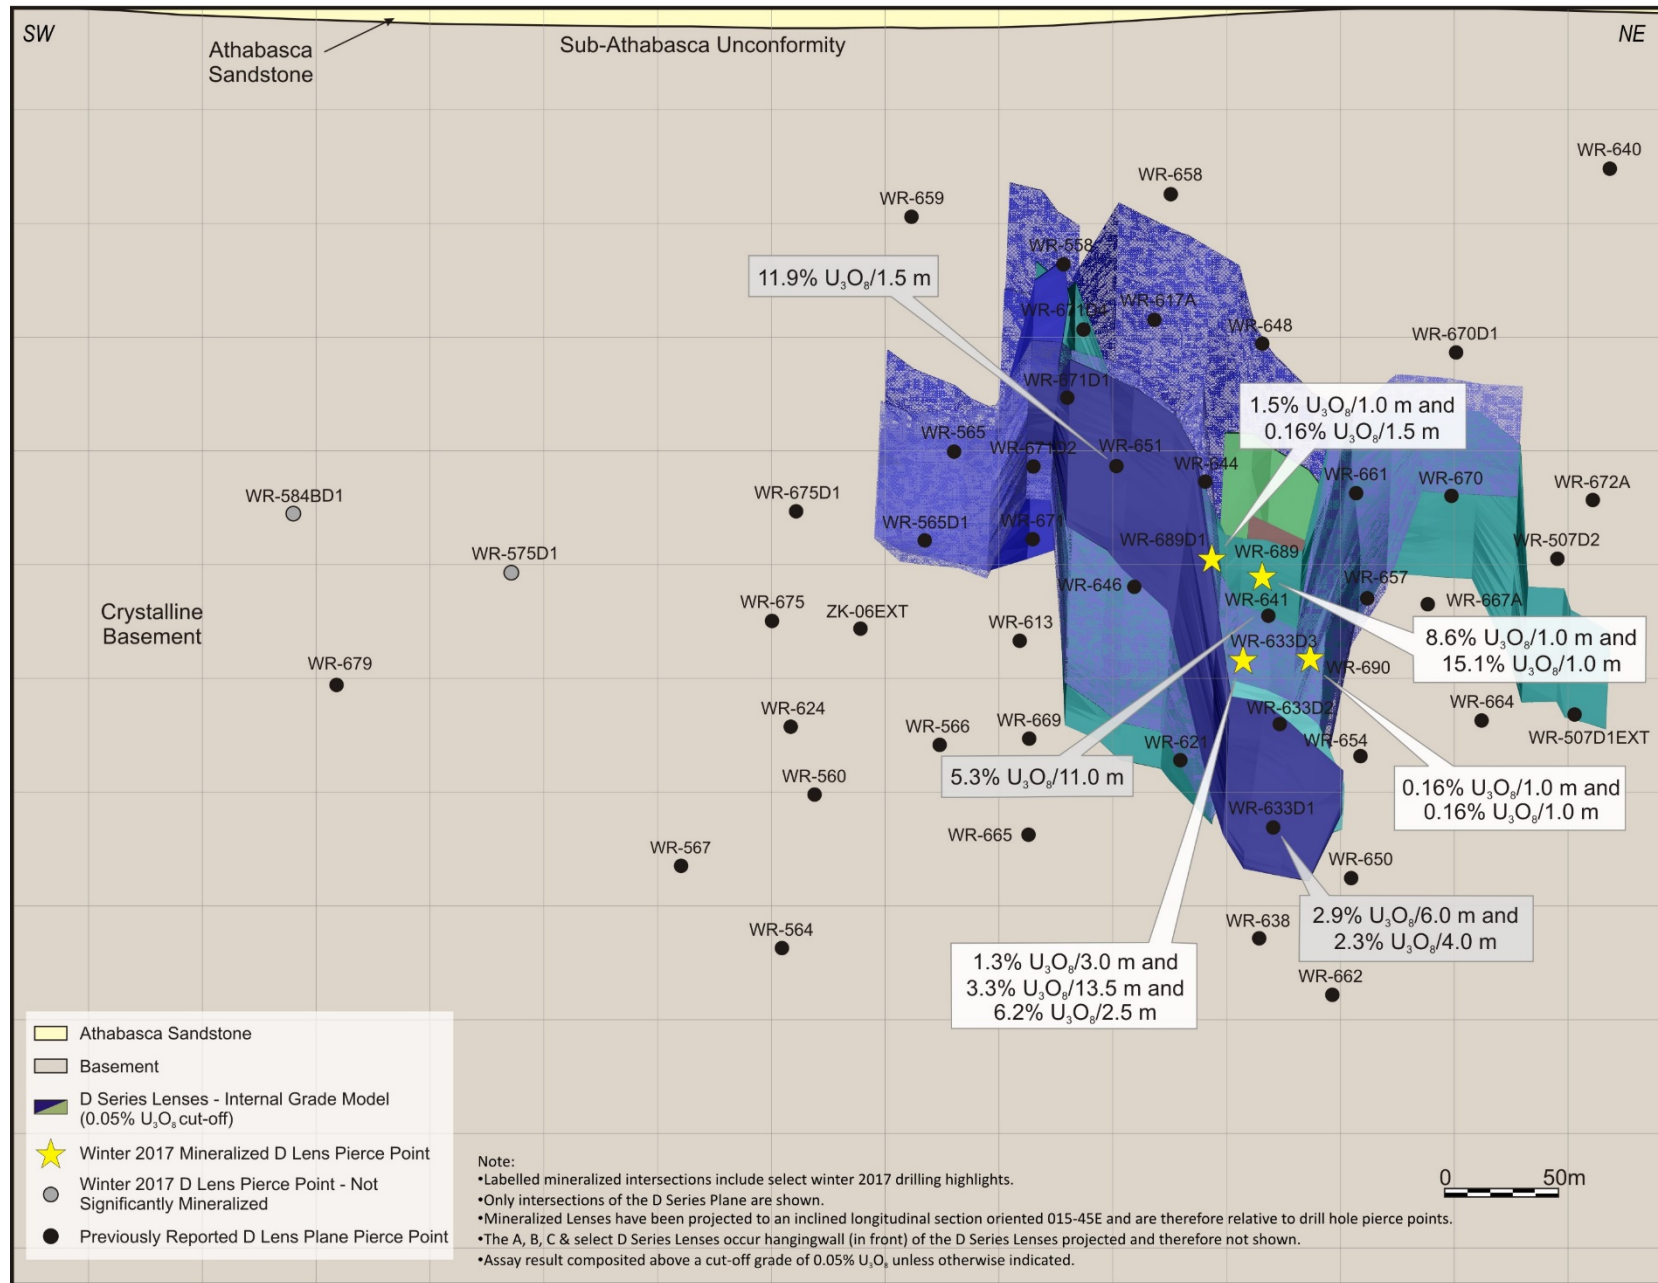 SW
NE
Athabasca
Sandstone
Sub-Athabasca Unconformity
WR-640
WR-658
WR-659
WR-558
11.9% U₃O₈/1.5 m
WR-617A
WR-671D4
WR-648
WR-670D1
WR-671D1
1.5% U₃O₈/1.0 m and
0.16% U₃O₈/1.5 m
WR-565
WR-671D2
WR-651
WR-644
WR-661
WR-670
WR-672A
WR-584BD1
WR-675D1
WR-565D1
WR-671
WR-689D1
WR-689
WR-507D2
WR-575D1
WR-646
WR-641
WR-657
WR-667A
Crystalline
Basement
WR-675
ZK-06EXT
WR-613
WR-633D3
WR-690
8.6% U₃O₈/1.0 m and
15.1% U₃O₈/1.0 m
WR-679
WR-624
WR-566
WR-669
WR-633D2
WR-664
WR-621
WR-654
WR-507D1EXT
5.3% U₃O₈/11.0 m
WR-560
0.16% U₃O₈/1.0 m and
0.16% U₃O₈/1.0 m
WR-633D1
WR-665
WR-567
WR-650
WR-564
WR-638
2.9% U₃O₈/6.0 m and
2.3% U₃O₈/4.0 m
1.3% U₃O₈/3.0 m and
3.3% U₃O₈/13.5 m and
6.2% U₃O₈/2.5 m
WR-662
Athabasca Sandstone
Basement
D Series Lenses - Internal Grade Model
(0.05% U₃O₈ cut-off)
Winter 2017 Mineralized D Lens Pierce Point
Winter 2017 D Lens Pierce Point - Not
Significantly Mineralized
Previously Reported D Lens Plane Pierce Point
Note:
•Labelled mineralized intersections include select winter 2017 drilling highlights.
•Only intersections of the D Series Plane are shown.
•Mineralized Lenses have been projected to an inclined longitudinal section oriented 015-45E and are therefore relative to drill hole pierce points.
•The A, B, C & select D Series Lenses occur hangingwall (in front) of the D Series Lenses projected and therefore not shown.
•Assay result composited above a cut-off grade of 0.05% U₃O₈ unless otherwise indicated.
0 50m